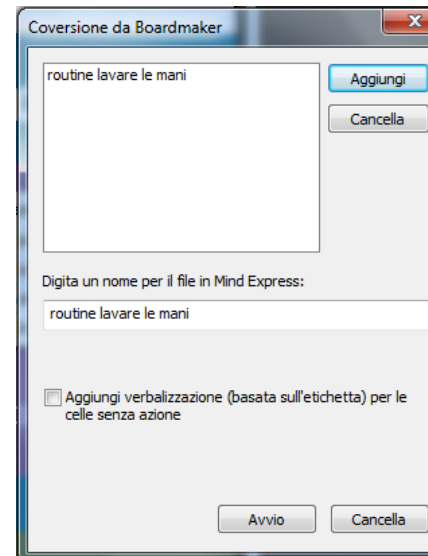 Coversione da Boardmaker
routine lavare le mani
Aggiungi
Cancella
Digita un nome per il file in Mind Express:
routine lavare le mani
Aggiungi verbalizzazione (basata sull'etichetta) per le
celle senza azione
Avvio
Cancella